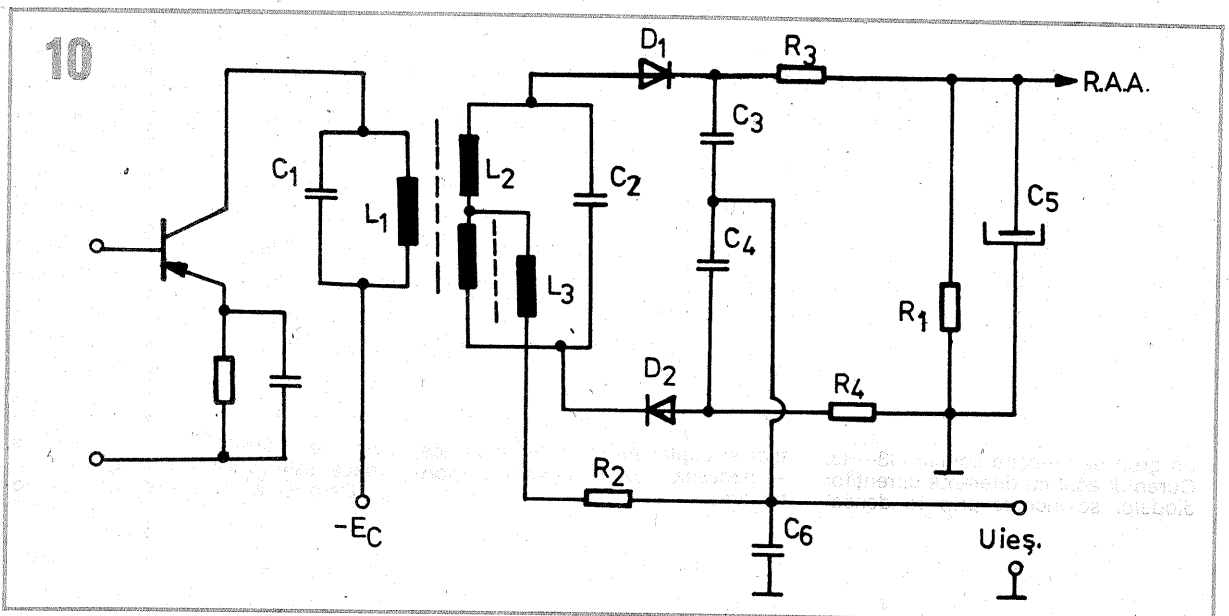 10
D1
R3
R.A.A.
C3
C1
L1
L2
C2
C5
C4
L3
R1
D2
R4
R2
-EC
C6
Uieş.